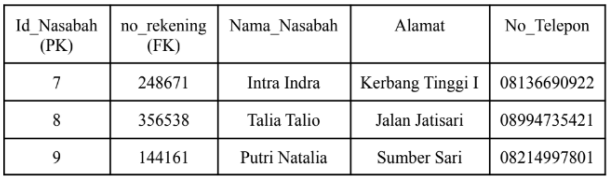 Id_Nasabah (PK) no_rekening (FK) Nama_Nasabah Alamat No_Telepon
7 248671 Intra Indra Kerbang Tinggi I 08136690922
8 356538 Talia Talio Jalan Jatisari 08994735421
9 144161 Putri Natalia Sumber Sari 08214997801